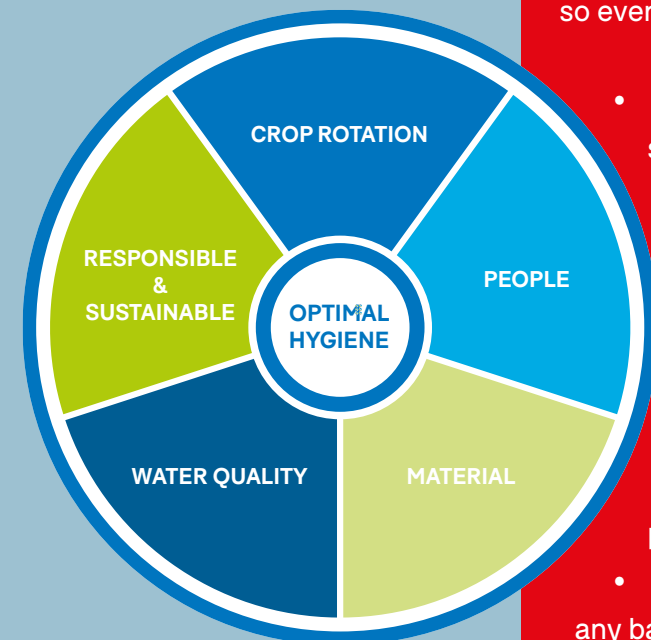 so ever
•
s
CROP ROTATION
RESPONSIBLE
&
SUSTAINABLE
PEOPLE
OPTIMAL
HYGIENE
WATER QUALITY
MATERIAL
•
any ba